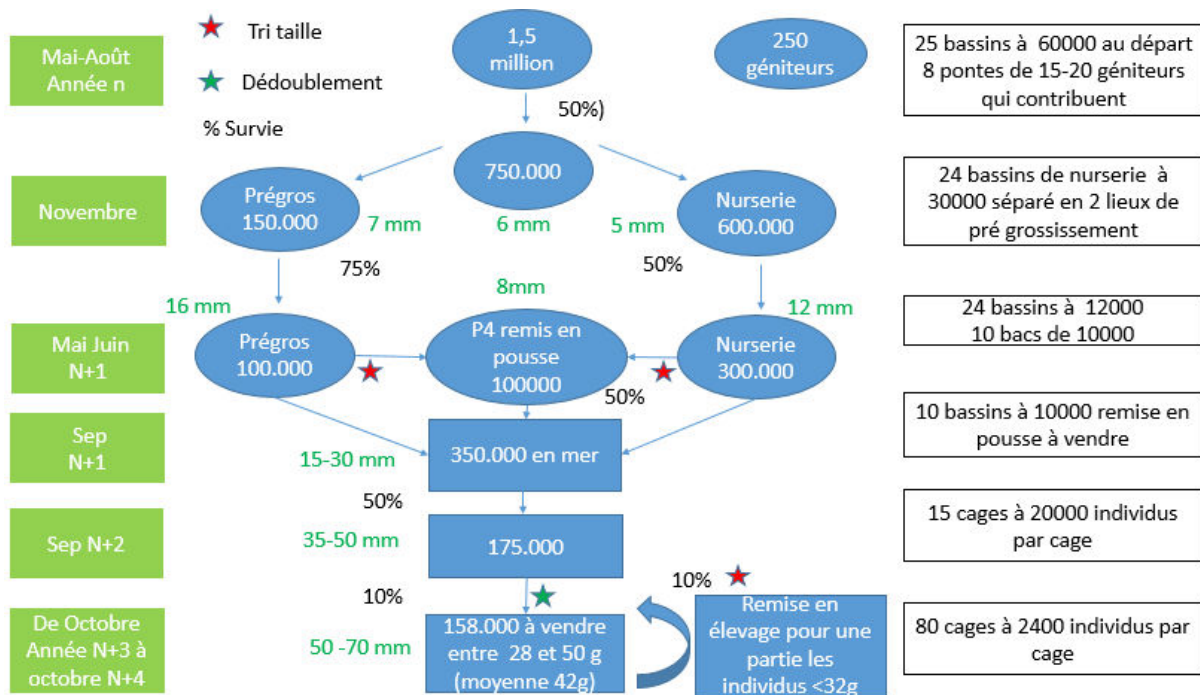 Mai-Août
Année n
Tri taille
Dédoublement
% Survie
1,5
million
250
géniteurs
25 bassins à 60000 au départ
8 pontes de 15-20 géniteurs
qui contribuent
50%)
Novembre
Prégros
150.000
7 mm
750.000
6 mm
5 mm
Nurserie
600.000
24 bassins de nurserie à
30000 séparé en 2 lieux de
pré grossissement
75%
50%
16 mm
8mm
12 mm
Mai Juin
N+1
Prégros
100.000
P4 remis en
pousse
100000
50%
Nurserie
300.000
24 bassins à 12000
10 bacs de 10000
Sep
N+1
15-30 mm
350.000 en mer
10 bassins à 10000 remise en
pousse à vendre
50%
Sep N+2
35-50 mm
175.000
15 cages à 20000 individus
par cage
10%
10%
De Octobre
Année N+3 à
octobre N+4
50 -70 mm
158.000 à vendre
entre 28 et 50 g
(moyenne 42g)
Remise en
élevage pour une
partie les
individus <32g
80 cages à 2400 individus par
cage